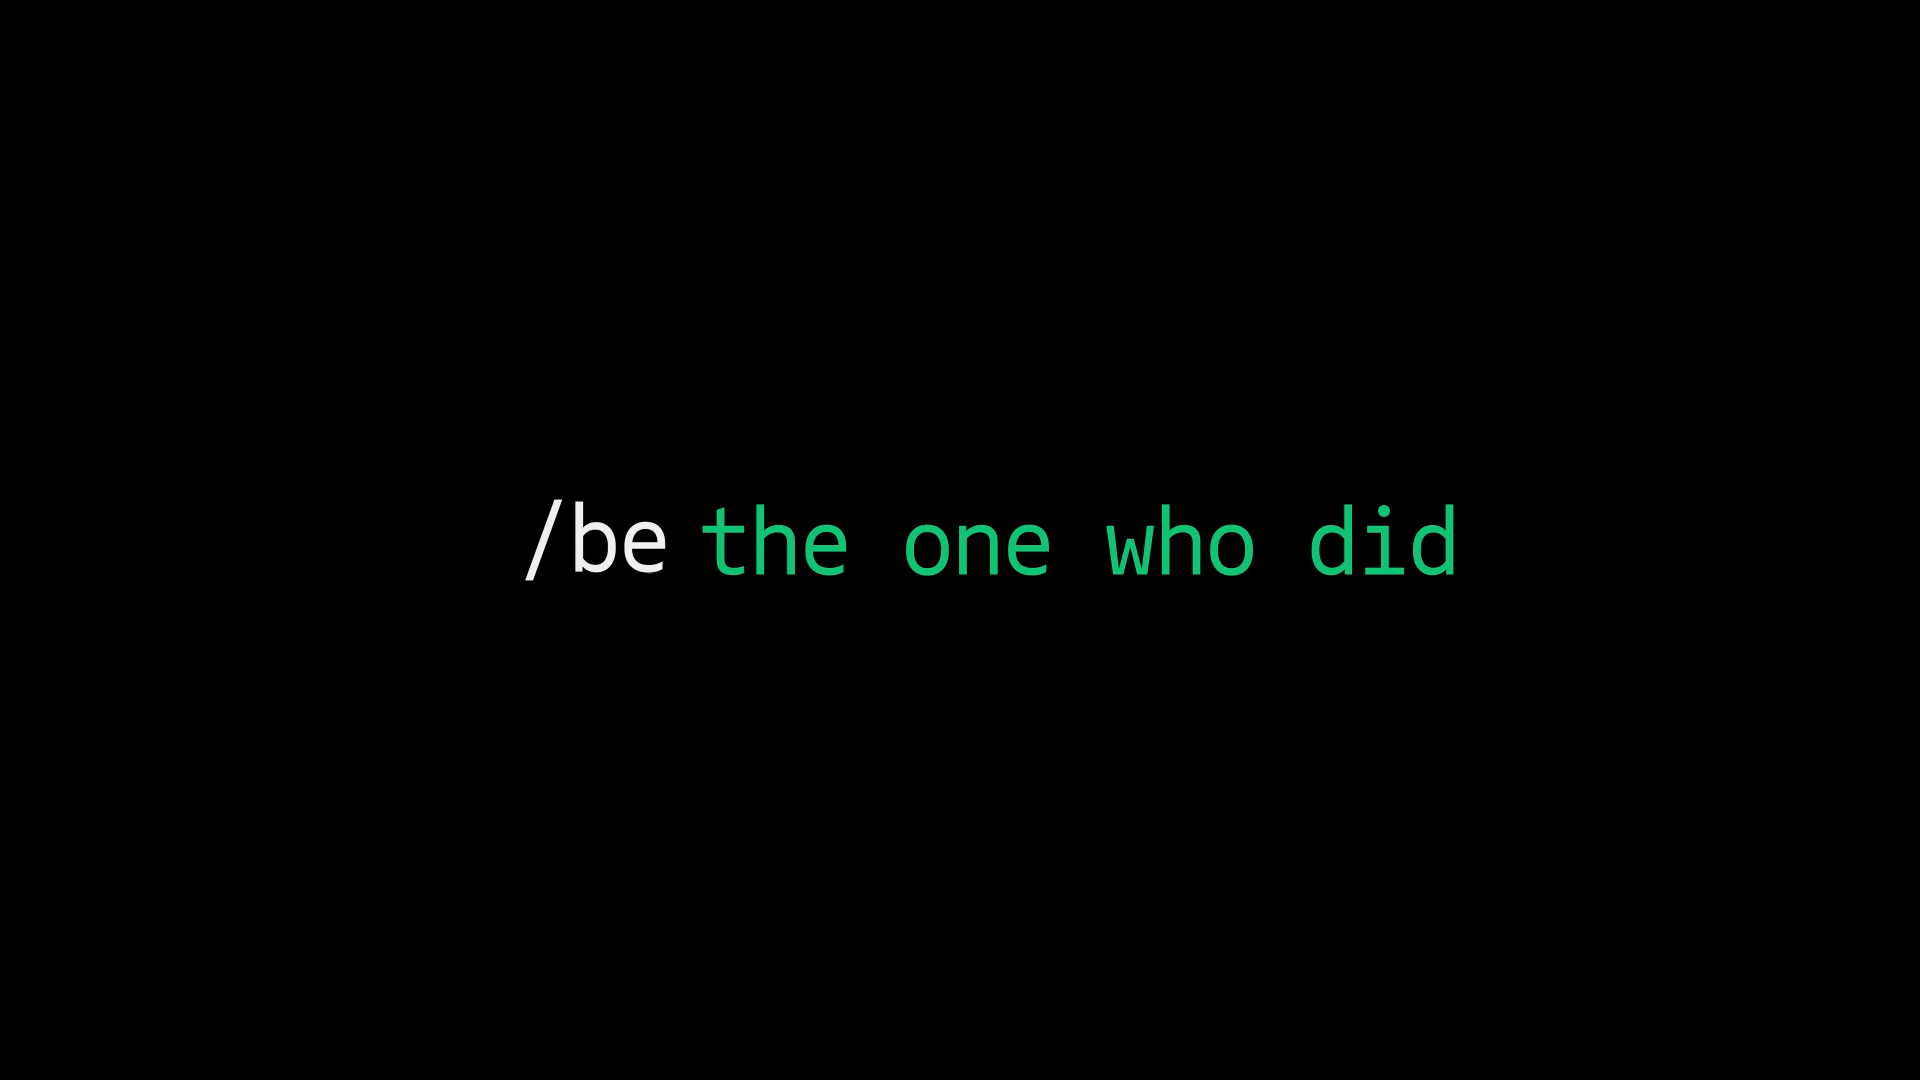 /be the one who did